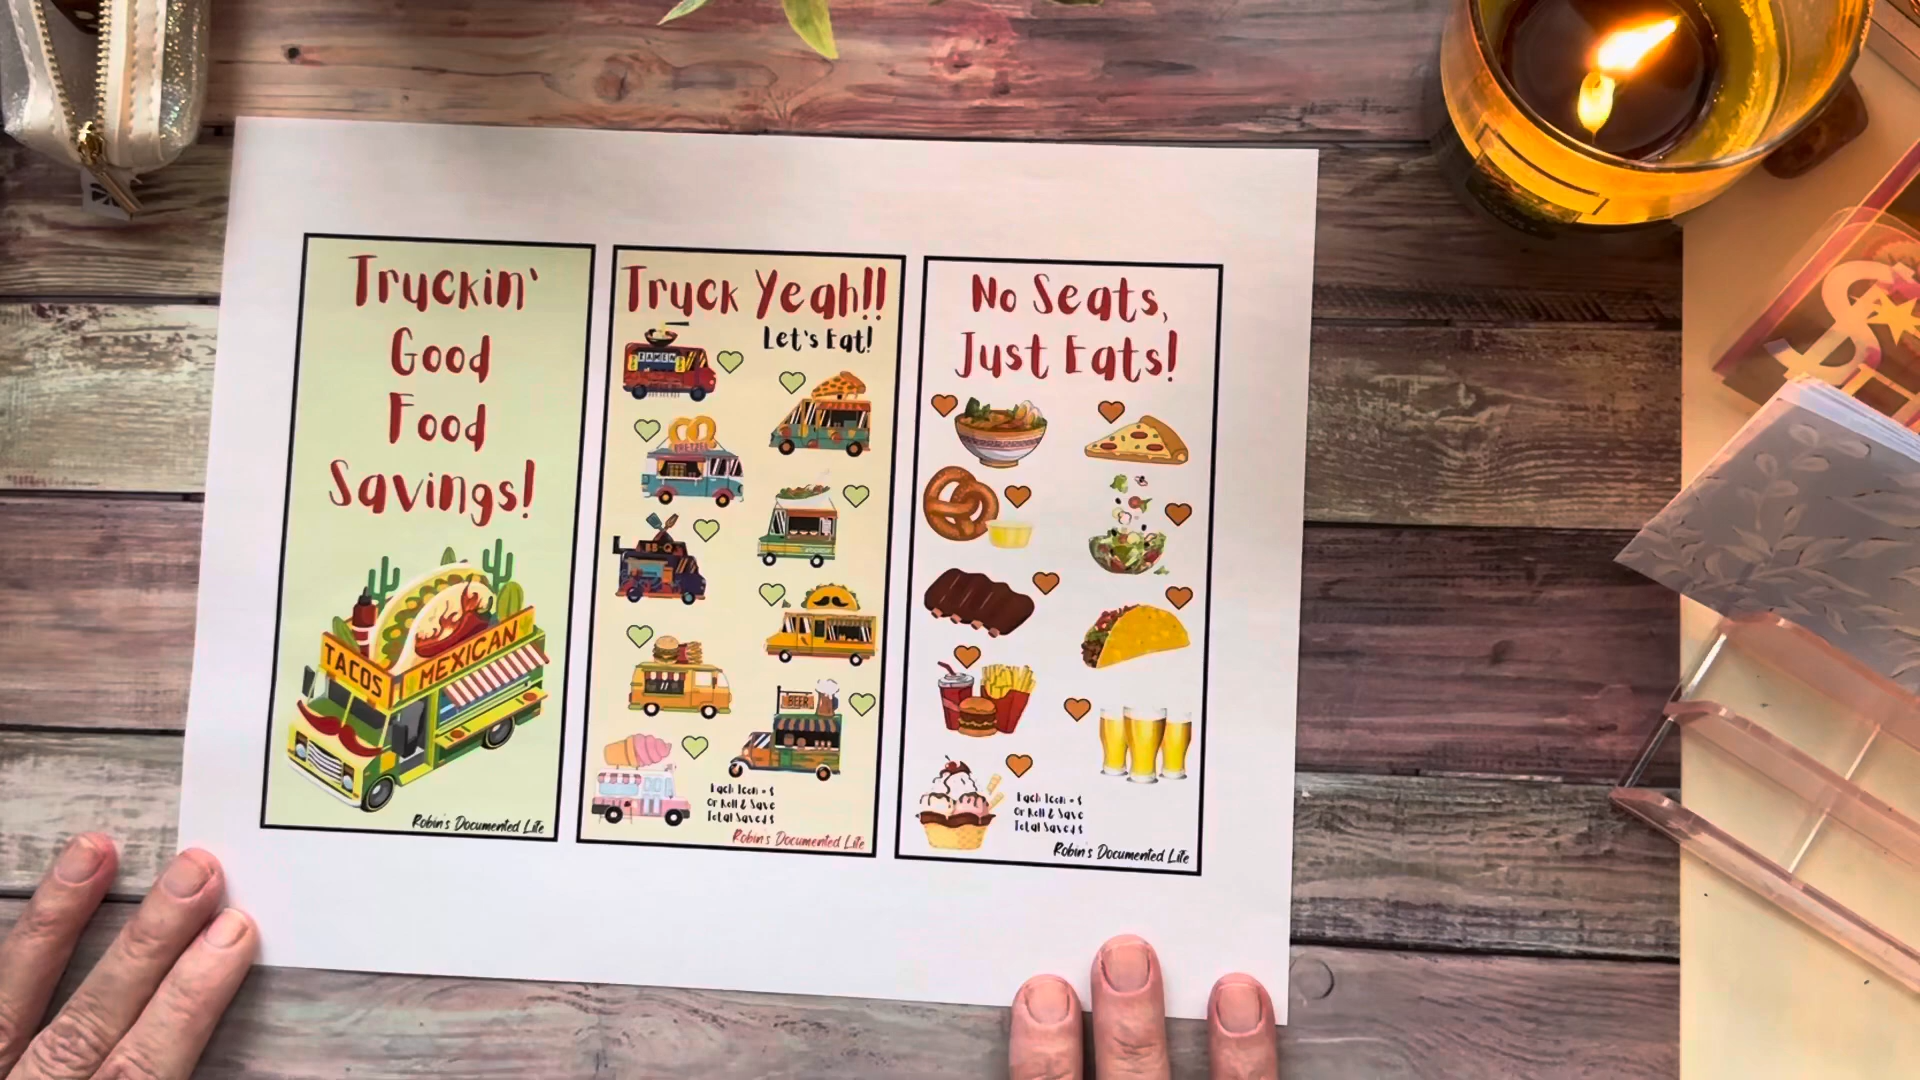 Truckin'
Good
Food
Savings!
TACOS
MEXICAN
Robin's Documented Life
Truck Yeah!!
Let's Eat!
RAMEN
PRETZEL
BB-Q
BEER
Each Icon = $
Or Roll & Save
Total Saved $
Robin's Documented Life
No Seats,
Just Eats!
Each Icon = $
Or Roll & Save
Total Saved $
Robin's Documented Life